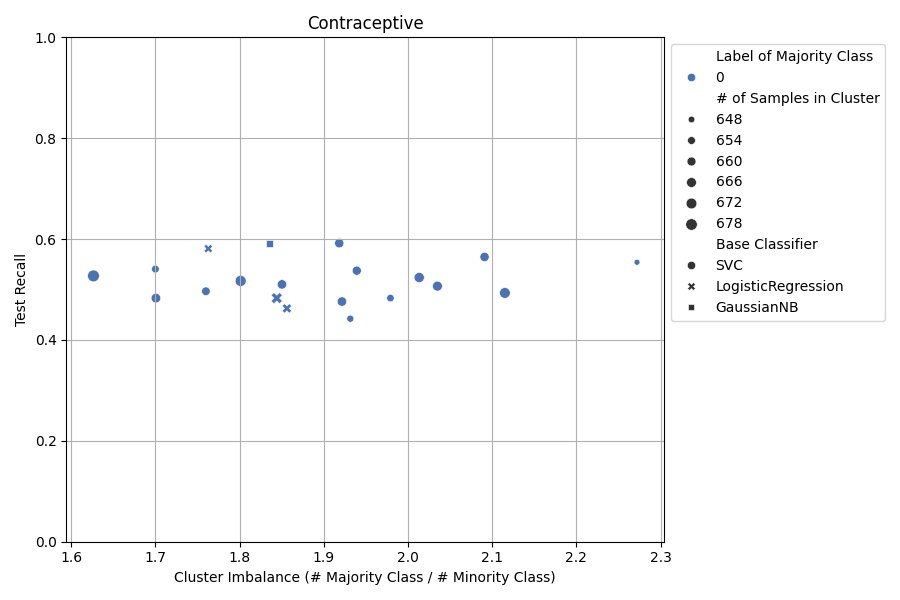 Contraceptive
1.0
0.8
0.6
0.4
0.2
0.0
Test Recall
1.6 1.7 1.8 1.9 2.0 2.1 2.2 2.3
Cluster Imbalance (# Majority Class / # Minority Class)
Label of Majority Class
0
# of Samples in Cluster
648
654
660
666
672
678
Base Classifier
SVC
LogisticRegression
GaussianNB